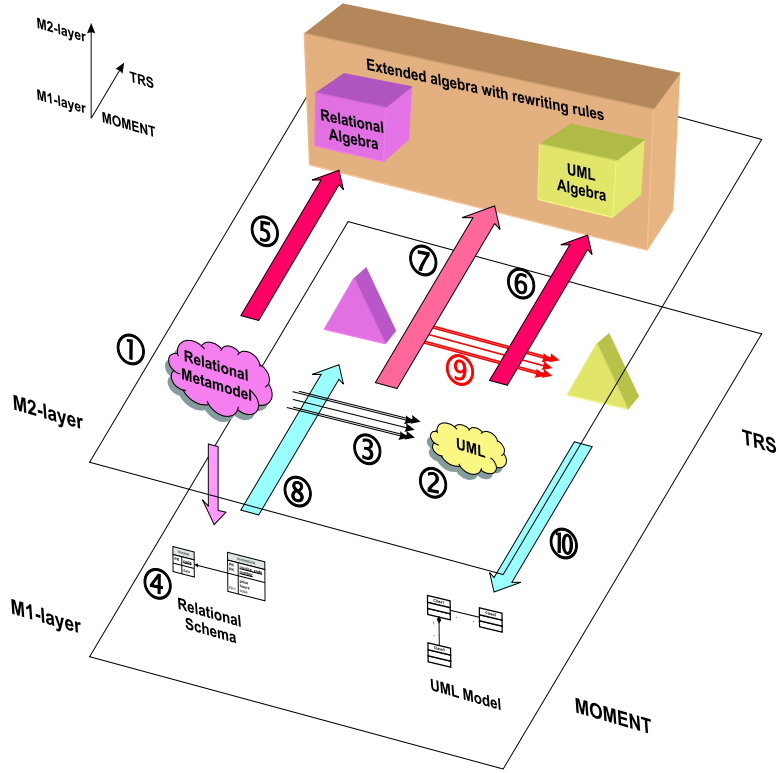 M2-layer
TRS
M1-layer
MOMENT
Extended algebra with rewriting rules
Relational
Algebra
UML
Algebra
⑤
⑦
⑥
①
Relational
Metamodel
⑨
M2-layer
③
UML
②
TRS
⑧
⑩
④
Relational
Schema
M1-layer
Class1
Class2
UML Model
MOMENT